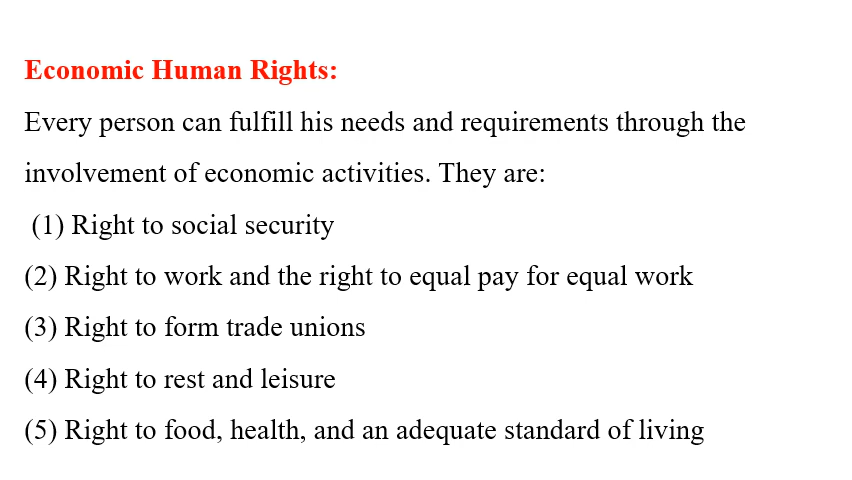 Economic Human Rights:
Every person can fulfill his needs and requirements through the
involvement of economic activities. They are:
(1) Right to social security
(2) Right to work and the right to equal pay for equal work
(3) Right to form trade unions
(4) Right to rest and leisure
(5) Right to food, health, and an adequate standard of living